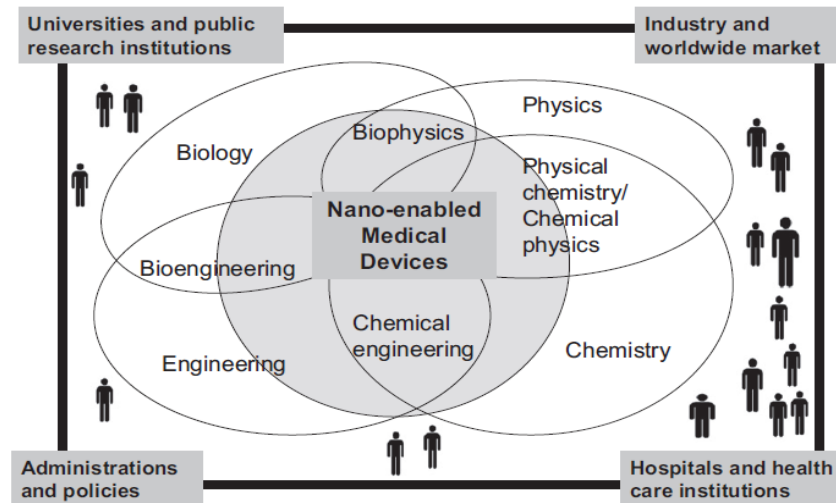 Universities and public
research institutions
Industry and
worldwide market
Physics
Biophysics
Biology
Physical
chemistry/
Chemical
physics
Nano-enabled
Medical
Devices
Bioengineering
Chemical
engineering
Chemistry
Engineering
Administrations
and policies
Hospitals and health
care institutions